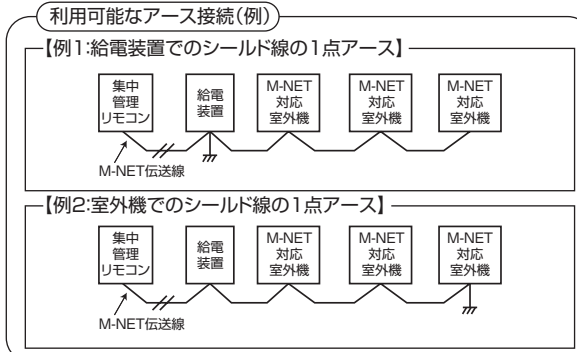 利用可能なアース接続(例)
【例1:給電装置でのシールド線の1点アース】
集中
管理
リモコン
給電
装置
M-NET
対応
室外機
M-NET
対応
室外機
M-NET
対応
室外機
M-NET伝送線
【例2:室外機でのシールド線の1点アース】
集中
管理
リモコン
給電
装置
M-NET
対応
室外機
M-NET
対応
室外機
M-NET
対応
室外機
M-NET伝送線